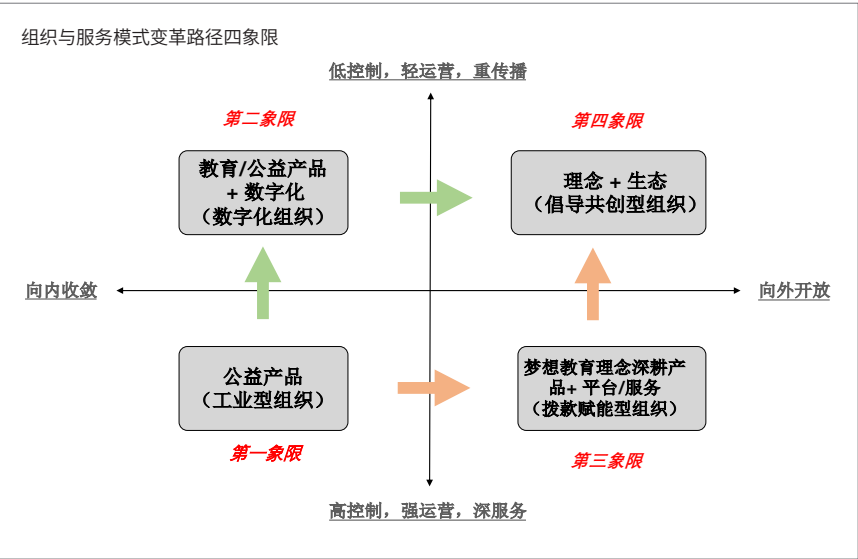 组织与服务模式变革路径四象限
低控制，轻运营，重传播
第二象限
第四象限
教育/公益产品
+ 数字化
（数字化组织）
理念 + 生态
（倡导共创型组织）
向内收敛
向外开放
公益产品
（工业型组织）
梦想教育理念深耕产
品+ 平台/服务
（拨款赋能型组织）
第一象限
第三象限
高控制，强运营，深服务